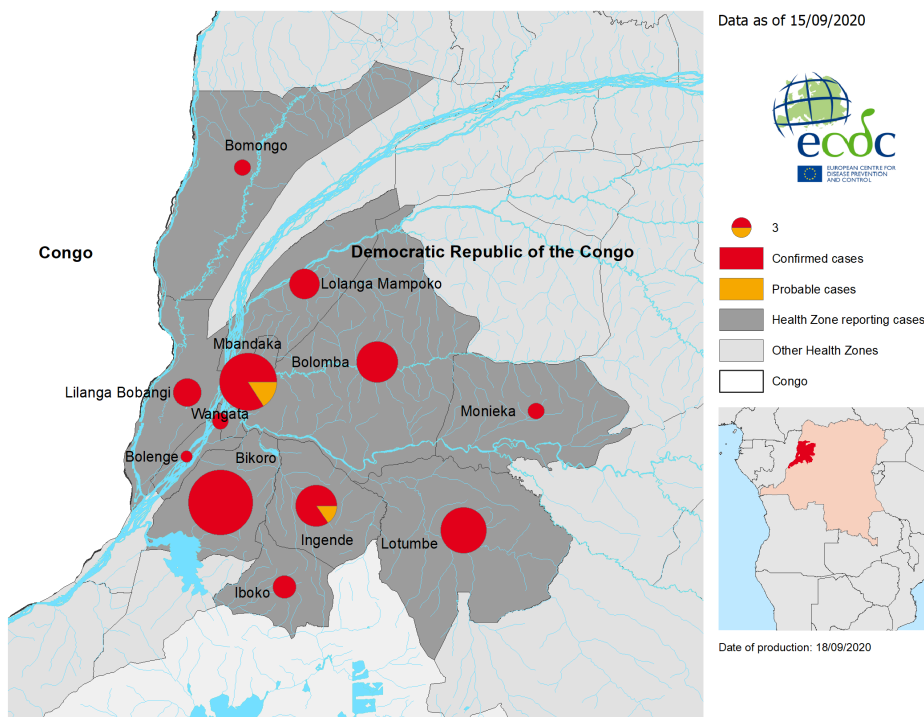 Data as of 15/09/2020
ecdc
EUROPEAN CENTRE FOR
DISEASE PREVENTION
AND CONTROL
Bomongo
Congo
Democratic Republic of the Congo
Lolanga Mampoko
Mbandaka
Bolomba
Lilanga Bobangi
Wangata
Monieka
Bolenge
Bikoro
Ingende
Lotumbe
Iboko
3
Confirmed cases
Probable cases
Health Zone reporting cases
Other Health Zones
Congo
Date of production: 18/09/2020